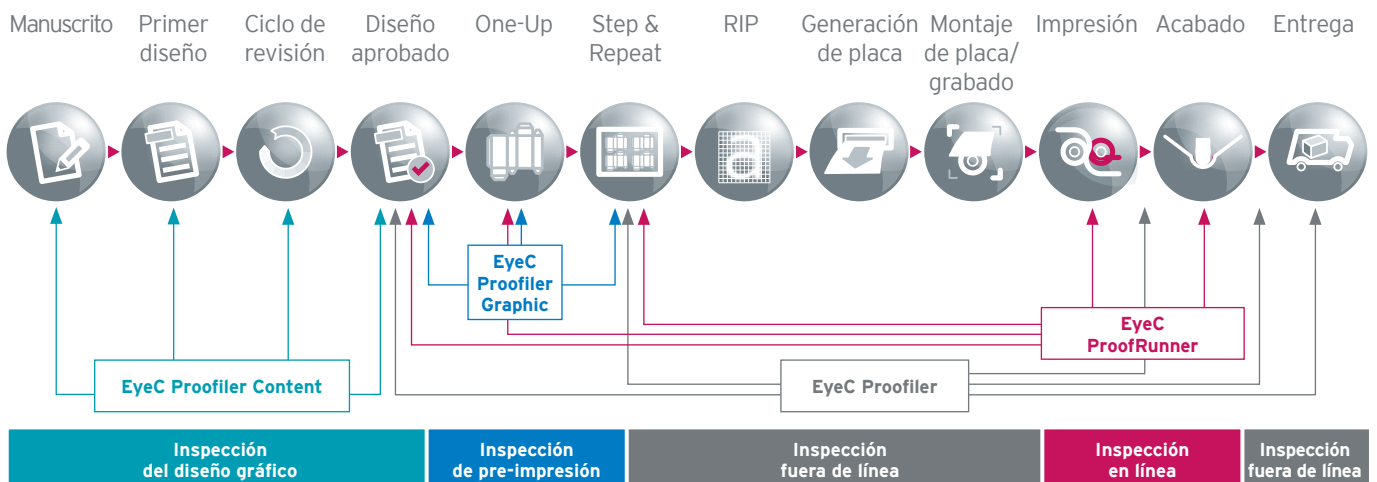 Manuscrito
Primer
diseño
Ciclo de
revisión
Diseño
aprobado
One-Up
Step &
Repeat
RIP
Generación
de placa
Montaje
de placa/
grabado
Impresión
Acabado
Entrega
a
EyeC
Proofiler
Graphic
EyeC
ProofRunner
EyeC Proofiler Content
EyeC Proofiler
Inspección
del diseño gráfico
Inspección
de pre-impresión
Inspección
fuera de línea
Inspección
en línea
Inspección
fuera de línea